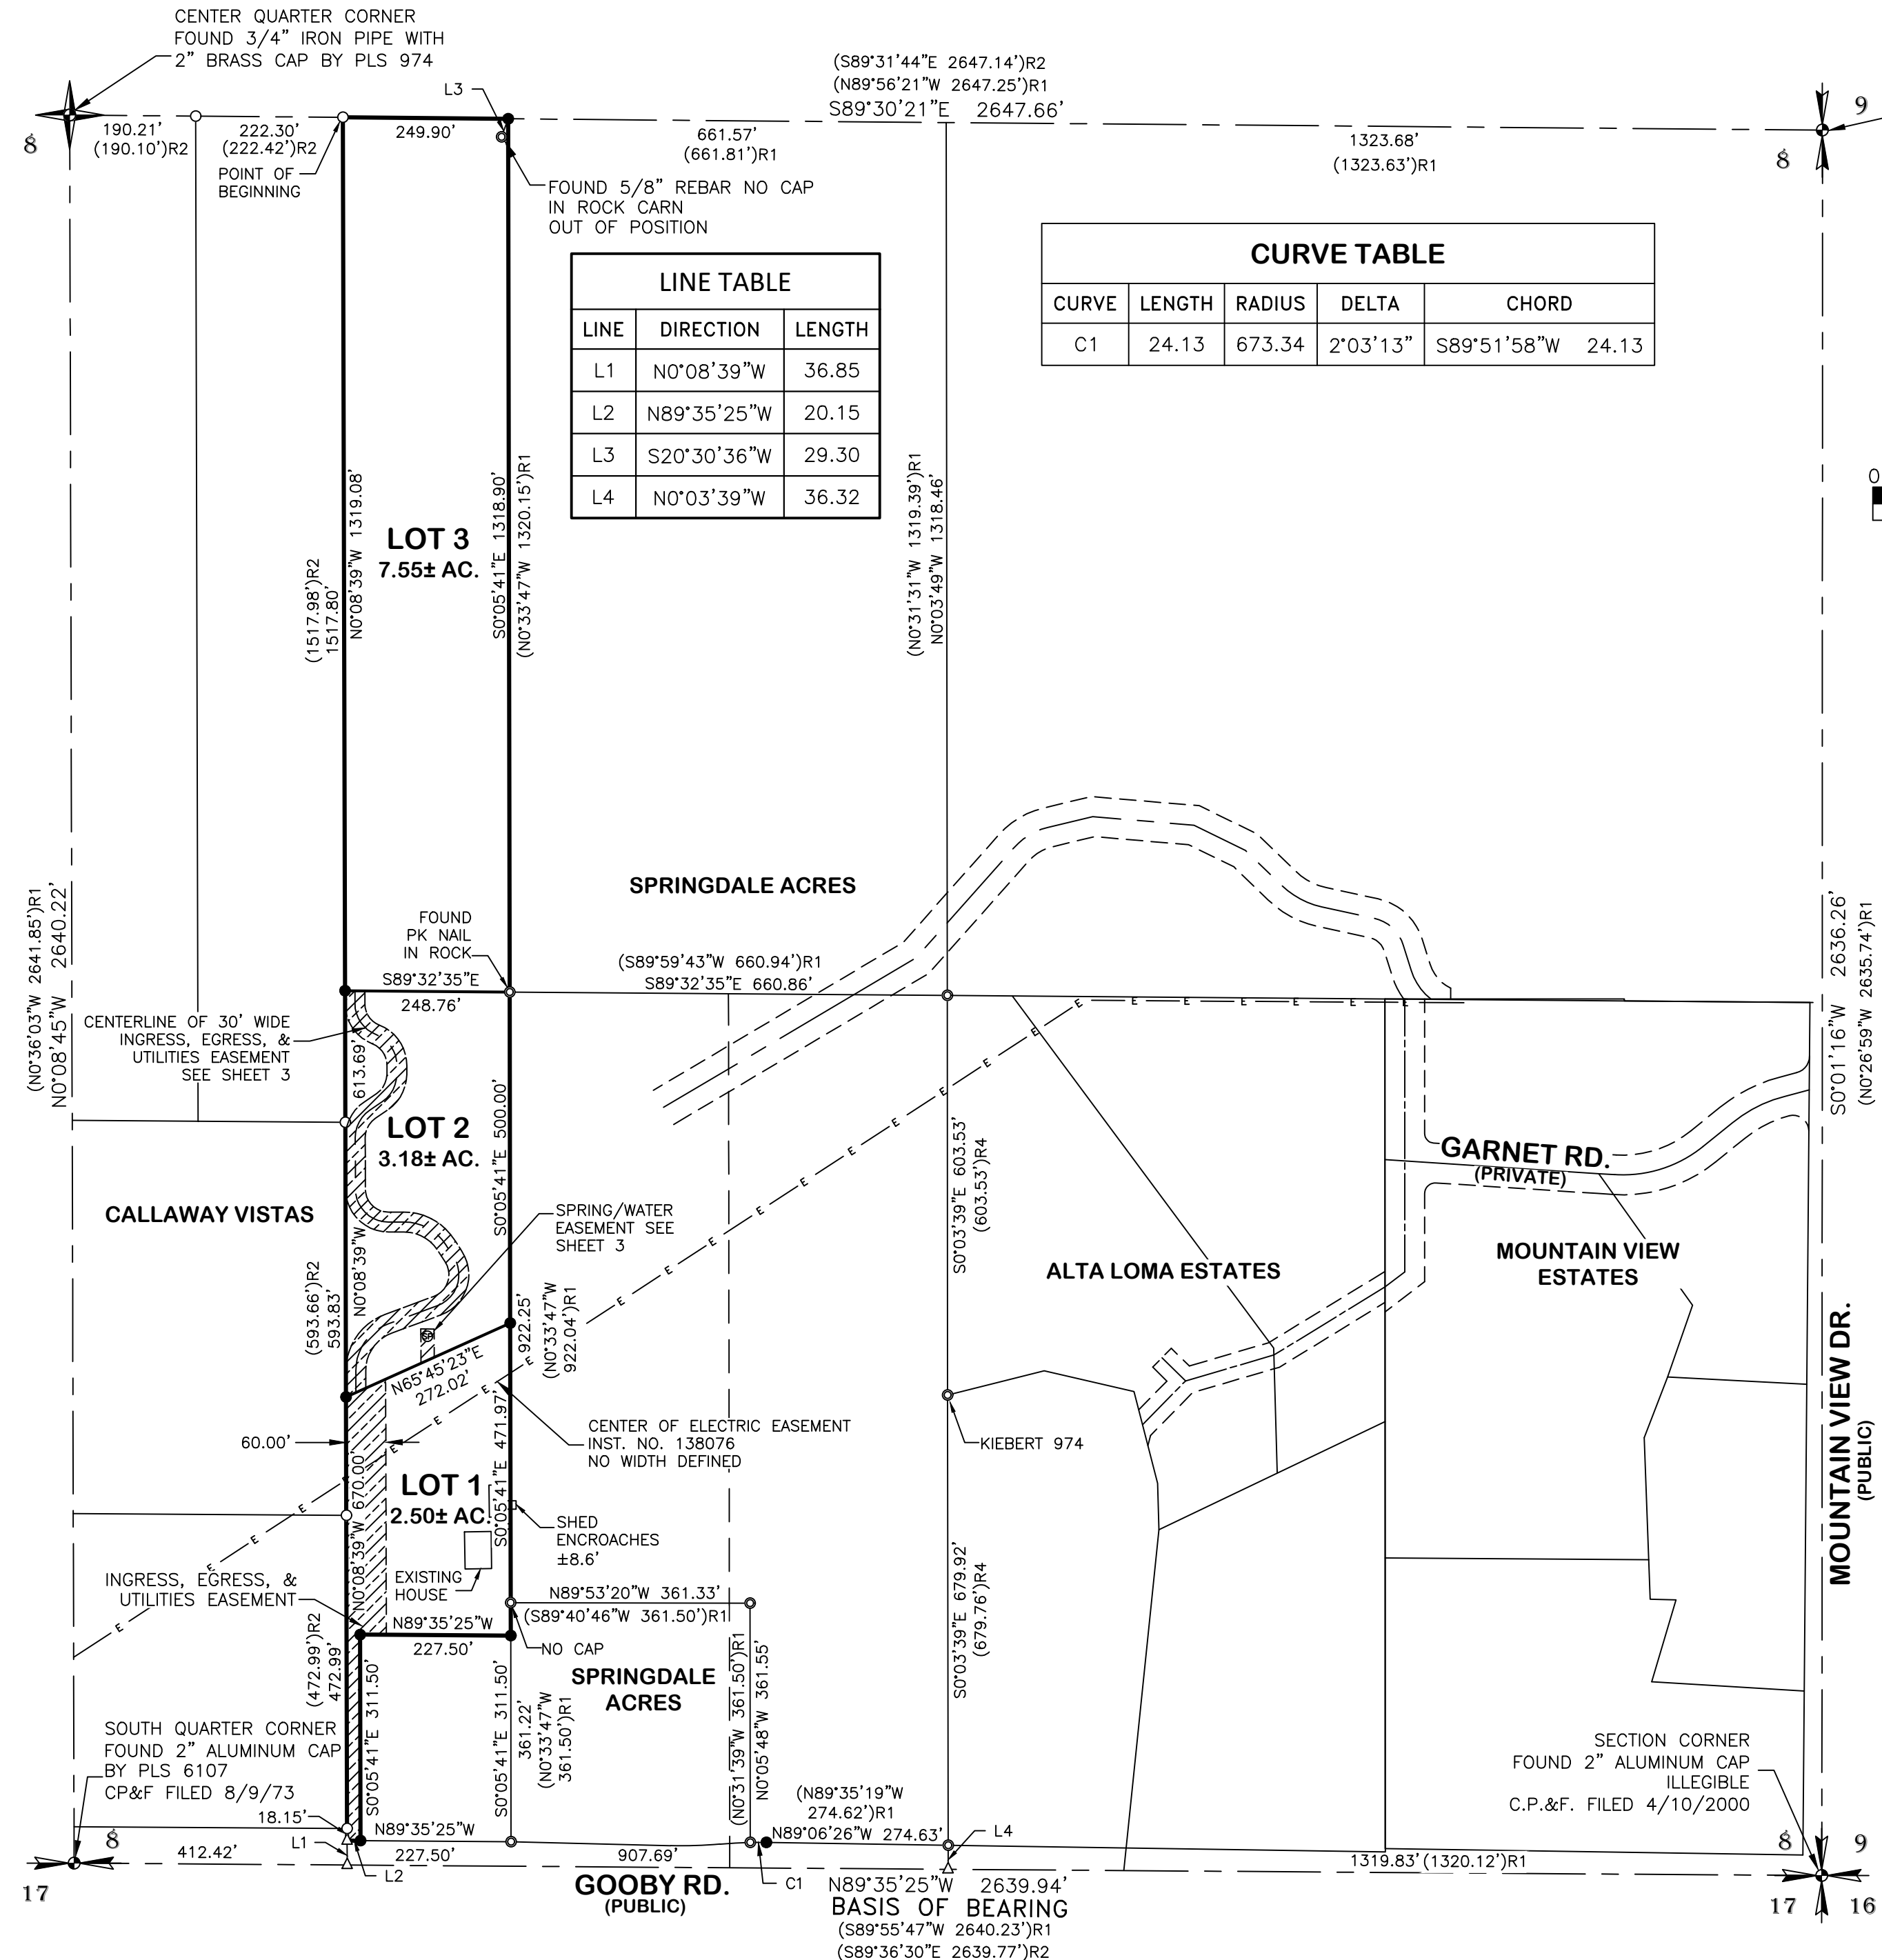 CENTER QUARTER CORNER
FOUND 3/4" IRON PIPE WITH
2" BRASS CAP BY PLS 974
L3
(S89°31'44"E 2647.14')R2
(N89°56'21"W 2647.25')R1
S89°30'21"E 2647.66'
8
190.21'
(190.10')R2
222.30'
(222.42')R2
249.90'
661.57'
(661.81')R1
1323.68'
(1323.63')R1
8
9
POINT OF
BEGINNING
FOUND 5/8" REBAR NO CAP
IN ROCK CARN
OUT OF POSITION
LINE TABLE
LINE DIRECTION LENGTH
L1 N0°08'39"W 36.85
L2 N89°35'25"W 20.15
L3 S20°30'36"W 29.30
L4 N0°03'39"W 36.32
CURVE TABLE
CURVE LENGTH RADIUS DELTA CHORD
C1 24.13 673.34 2°03'13" S89°51'58"W 24.13
0
(1517.98')R2
1517.80'
N0°08'39"W 1319.08'
LOT 3
7.55± AC.
S0°05'41"E 1318.90'
(N0°33'47"W 1320.15')R1
(N0°31'31"W 1319.39')R1
N0°03'49"W 1318.46'
SPRINGDALE ACRES
(N0°36'03"W 2641.85')R1
N0°08'45"W 2640.22'
S0°01'16"W 2636.26'
(N0°26'59"W 2635.74')R1
FOUND
PK NAIL
IN ROCK
S89°32'35"E
248.76'
(S89°59'43"W 660.94')R1
S89°32'35"E 660.86'
CENTERLINE OF 30' WIDE
INGRESS, EGRESS, &
UTILITIES EASEMENT
SEE SHEET 3
613.69'
LOT 2
3.18± AC.
S0°05'41"E 500.00'
E E E E E E
E
E
E
E
E
E
E
GARNET RD.
(PRIVATE)
CALLAWAY VISTAS
SPRING/WATER
EASEMENT SEE
SHEET 3
S0°03'39"E 603.53'
(603.53')R4
ALTA LOMA ESTATES
MOUNTAIN VIEW
ESTATES
(593.66')R2
593.83'
N0°08'39"W
922.25'
(N0°33'47"W
922.04')R1
N65°45'23"E
272.02'
E
E
E
E
E
E
E
60.00'
CENTER OF ELECTRIC EASEMENT
INST. NO. 138076
NO WIDTH DEFINED
KIEBERT 974
MOUNTAIN VIEW DR.
(PUBLIC)
N0°08'39"W 670.00'
LOT 1
2.50± AC.
S0°05'41"E 471.97'
SHED
ENCROACHES
±8.6'
EXISTING
HOUSE
INGRESS, EGRESS, &
UTILITIES EASEMENT
N89°53'20"W 361.33'
(S89°40'46"W 361.50')R1
N89°35'25"W
227.50'
NO CAP
S0°03'39"E 679.92'
(679.76')R4
(472.99')R2
472.99'
S0°05'41"E 311.50'
S0°05'41"E 311.50'
361.22'
(N0°33'47"W
361.50')R1
SPRINGDALE
ACRES
(N0°31'39"W 361.50')R1
N0°05'48"W 361.55'
SOUTH QUARTER CORNER
FOUND 2" ALUMINUM CAP
BY PLS 6107
CP&F FILED 8/9/73
SECTION CORNER
FOUND 2" ALUMINUM CAP
ILLEGIBLE
C.P.&F. FILED 4/10/2000
18.15'
N89°35'25"W
(N89°35'19"W
274.62')R1
N89°06'26"W 274.63'
L4
8
412.42'
L1
L2
227.50'
907.69'
C1
1319.83'(1320.12')R1
8
9
17
17
16
GOOBY RD.
(PUBLIC)
N89°35'25"W 2639.94'
BASIS OF BEARING
(S89°55'47"W 2640.23')R1
(S89°36'30"E 2639.77')R2